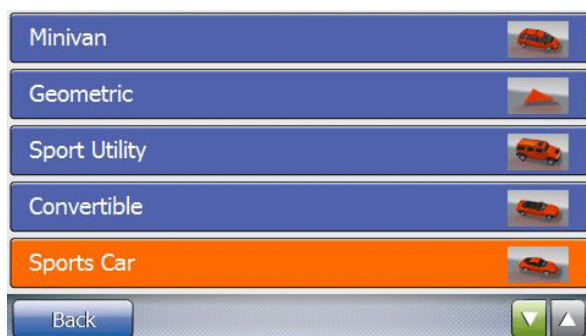 Minivan
Geometric
Sport Utility
Convertible
Sports Car
Back